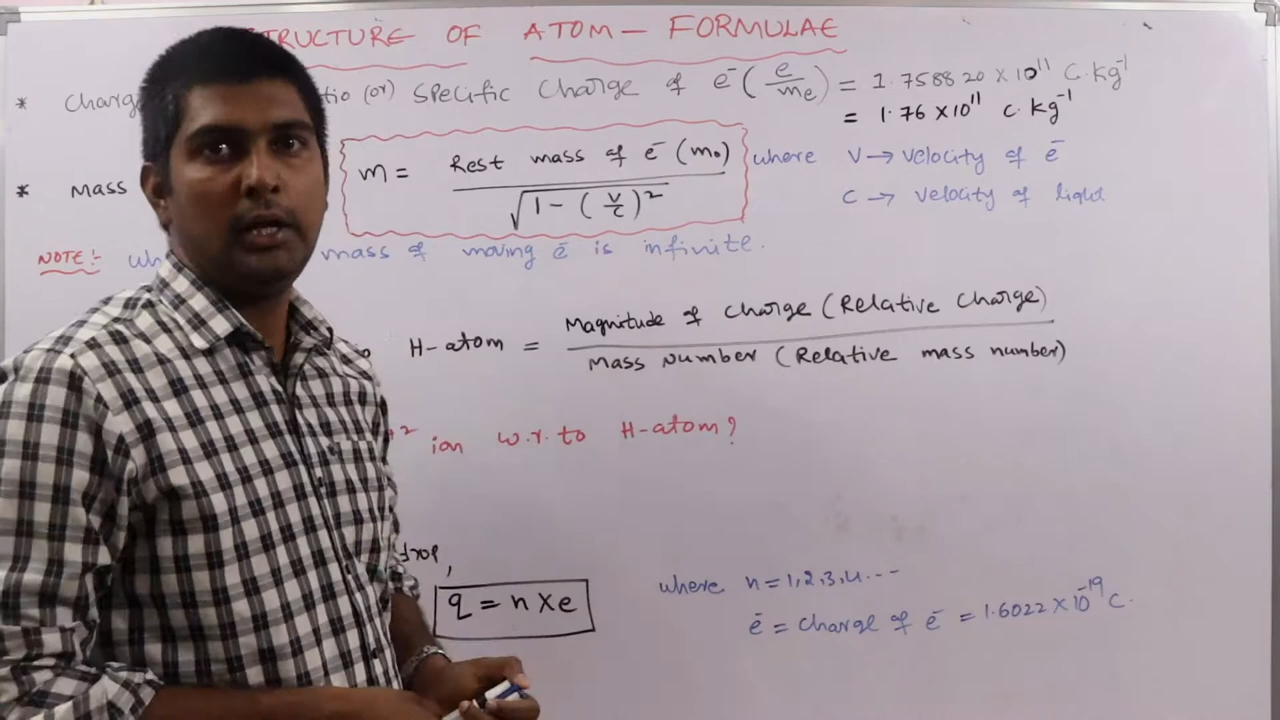 STRUCTURE OF ATOM – FORMULAE
* Charge tio (or) Specific Charge of e⁻ (e/me) = 1.758820 × 10¹¹ C.kg⁻¹
= 1.76 × 10¹¹ C.kg⁻¹
* Mass m = Rest mass of e⁻ (m₀) / √1 – (v/c)² where V → velocity of e⁻
C → velocity of light
NOTE:- mass of moving e⁻ is infinite.
H-atom = Magnitude of Charge (Relative Charge) / Mass Number (Relative mass number)
+2 ion w.r.to H-atom?
drop,
q = n × e where n = 1,2,3,4....
e⁻ = charge of e⁻ = 1.6022 × 10⁻¹⁹ C.